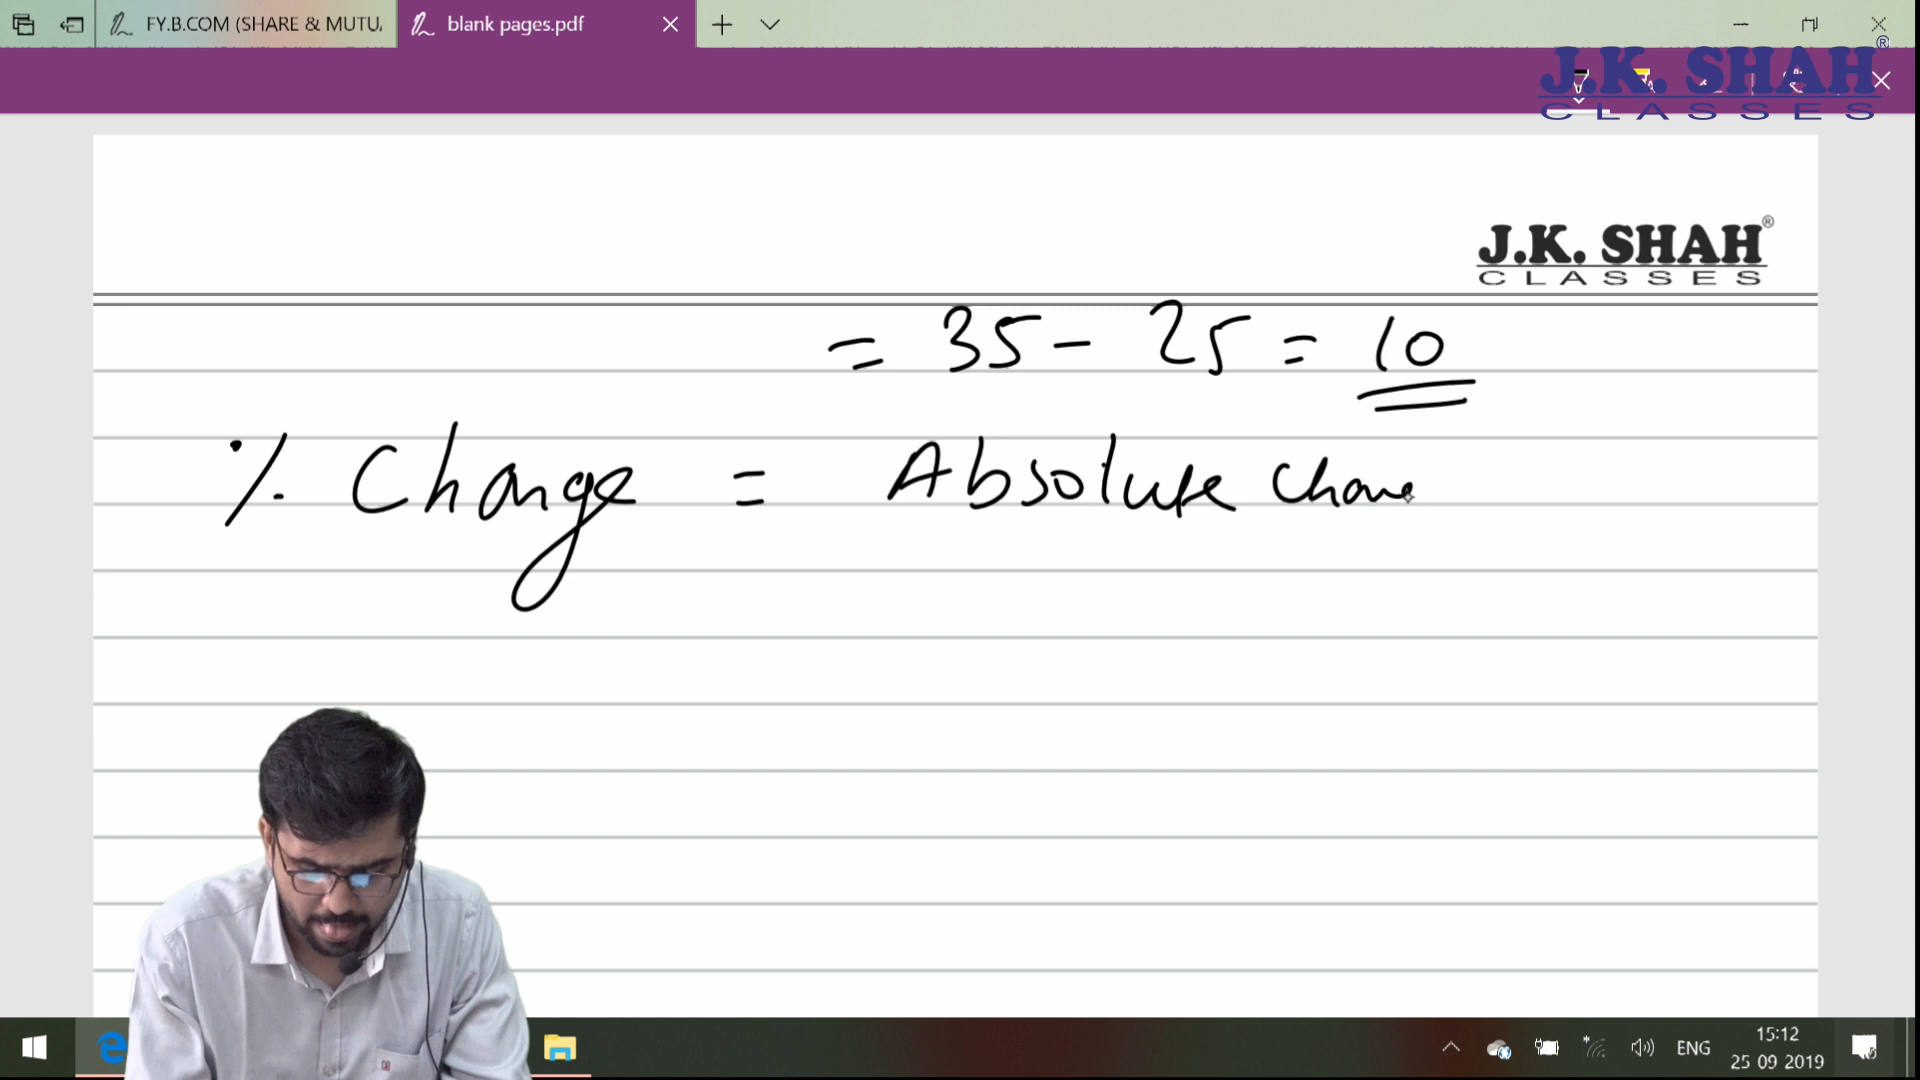 FY.B.COM (SHARE & MUTU
blank pages.pdf
J.K. SHAH®
CLASSES
J.K. SHAH®
CLASSES
= 35 - 25 = 10
% Change = Absolute Chang
ENG
15:12
25 09 2019